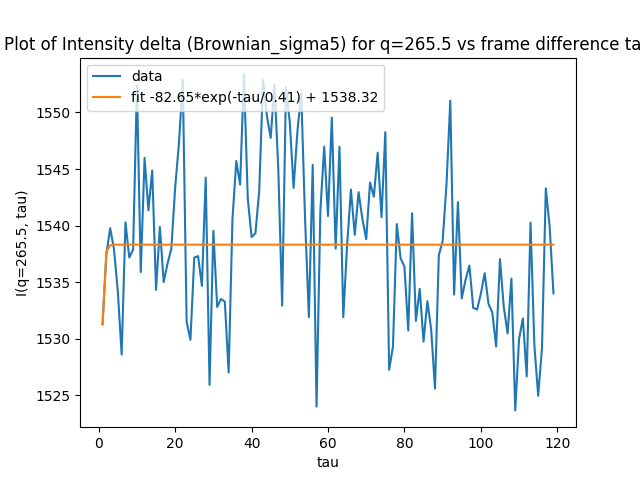 Plot of Intensity delta (Brownian_sigma5) for q=265.5 vs frame difference ta
data
fit -82.65*exp(-tau/0.41) + 1538.32
I(q=265.5, tau)
1550
1545
1540
1535
1530
1525
0 20 40 60 80 100 120
tau